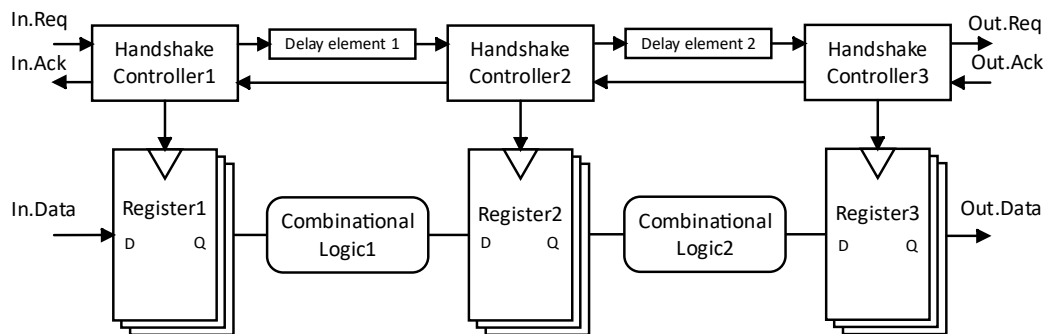 In.Req
In.Ack
Handshake
Controller1
Delay element 1
Handshake
Controller2
Delay element 2
Handshake
Controller3
Out.Req
Out.Ack
In.Data
Register1
D
Q
Combinational
Logic1
Register2
D
Q
Combinational
Logic2
Register3
D
Q
Out.Data